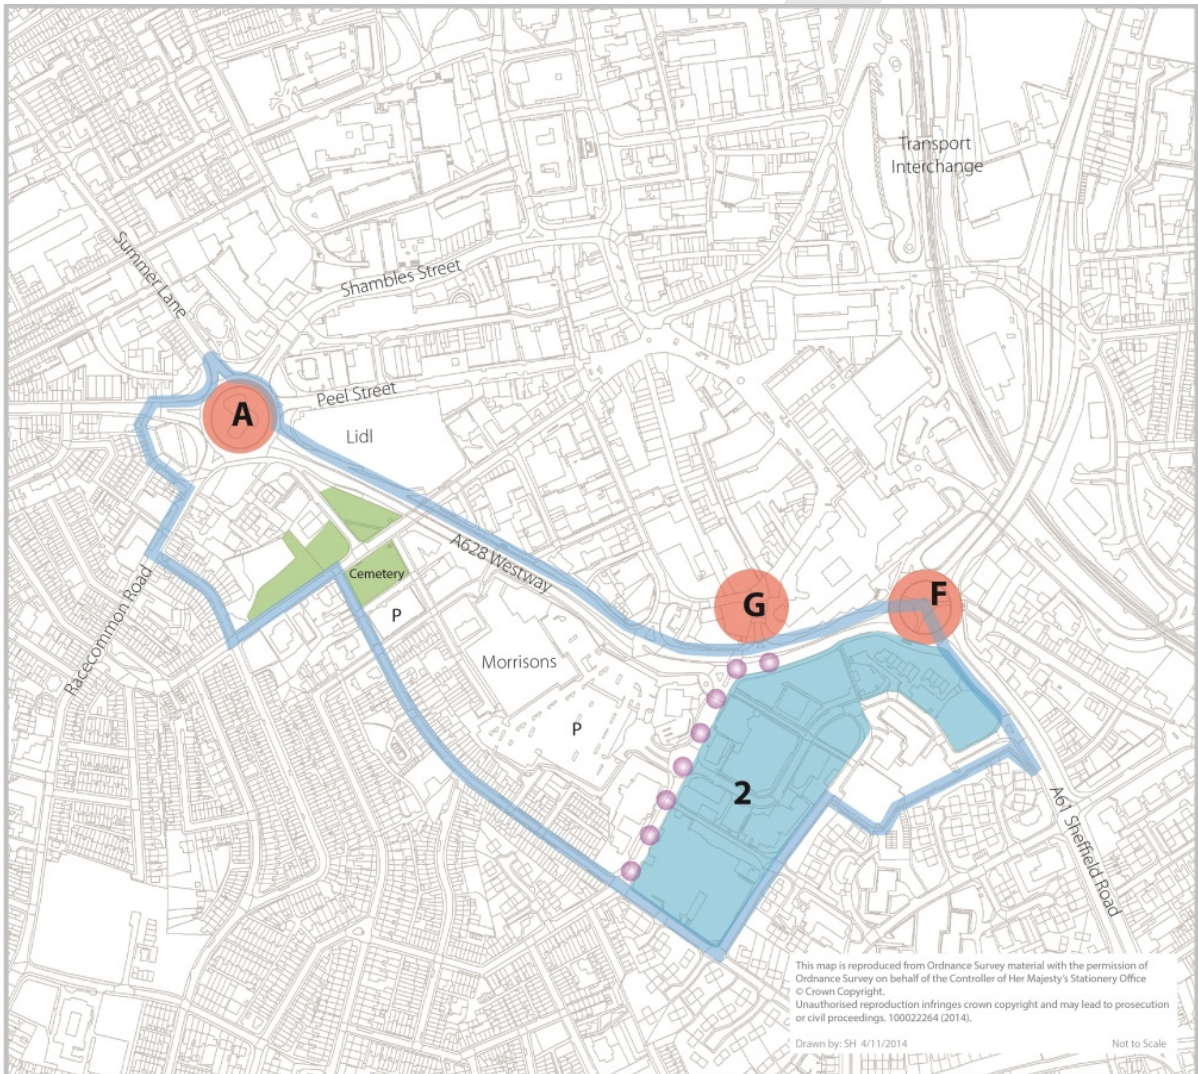 Transport
Interchange
Summer Lane
Shambles Street
Peel Street
A
Lidl
A628 Westway
Cemetery
P
Racecommon Road
G
F
Morrisons
P
2
A61 Sheffield Road
This map is reproduced from Ordnance Survey material with the permission of
Ordnance Survey on behalf of the Controller of Her Majesty's Stationery Office
© Crown Copyright.
Unauthorised reproduction infringes crown copyright and may lead to prosecution
or civil proceedings. 100022264 (2014).
Drawn by: SH 4/11/2014
Not to Scale